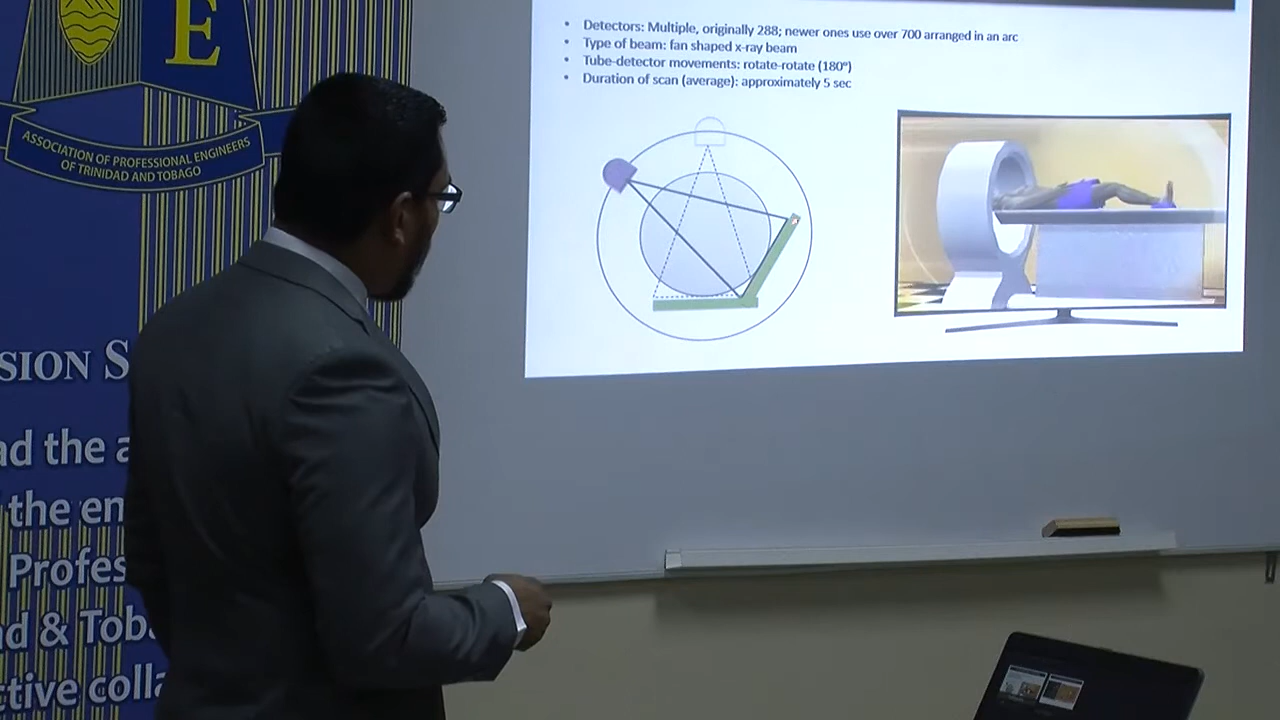 E
ASSOCIATION OF PROFESSIONAL ENGINEERS
OF TRINIDAD AND TOBAGO
SION S
ad the a
the en
Profes
ad & Toba
ctive colla
• Detectors: Multiple, originally 288; newer ones use over 700 arranged in an arc
• Type of beam: fan shaped x-ray beam
• Tube-detector movements: rotate-rotate (180°)
• Duration of scan (average): approximately 5 sec